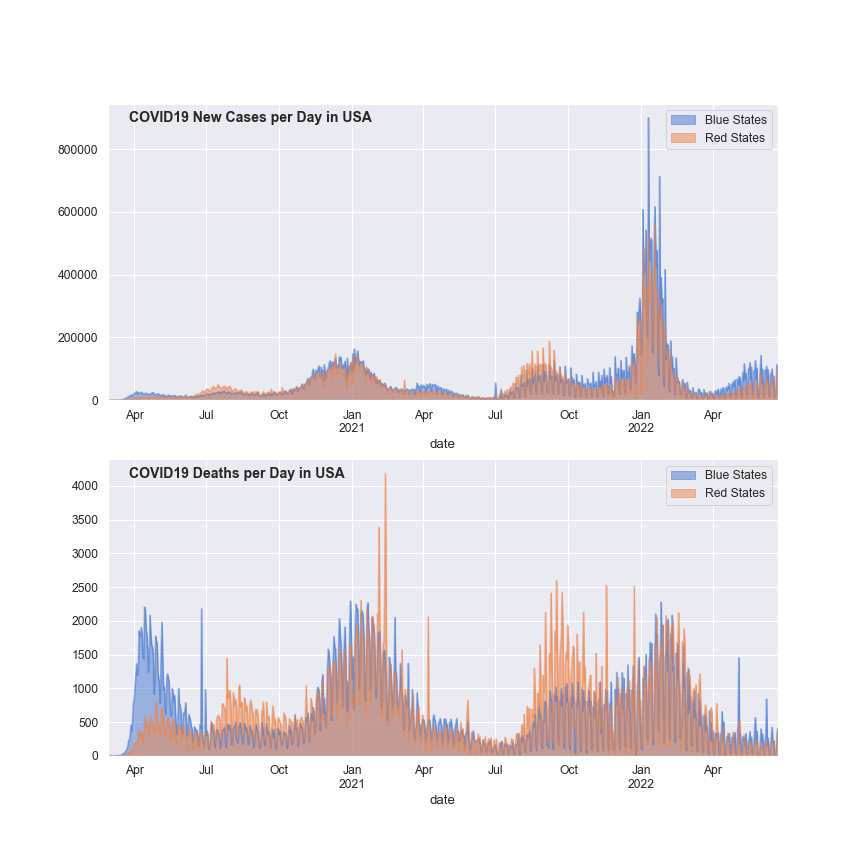 COVID19 New Cases per Day in USA
Blue States
Red States
800000
600000
400000
200000
0
Apr Jul Oct Jan Apr Jul Oct Jan Apr
2021 2022
date
COVID19 Deaths per Day in USA
Blue States
Red States
4000
3500
3000
2500
2000
1500
1000
500
0
Apr Jul Oct Jan Apr Jul Oct Jan Apr
2021 2022
date